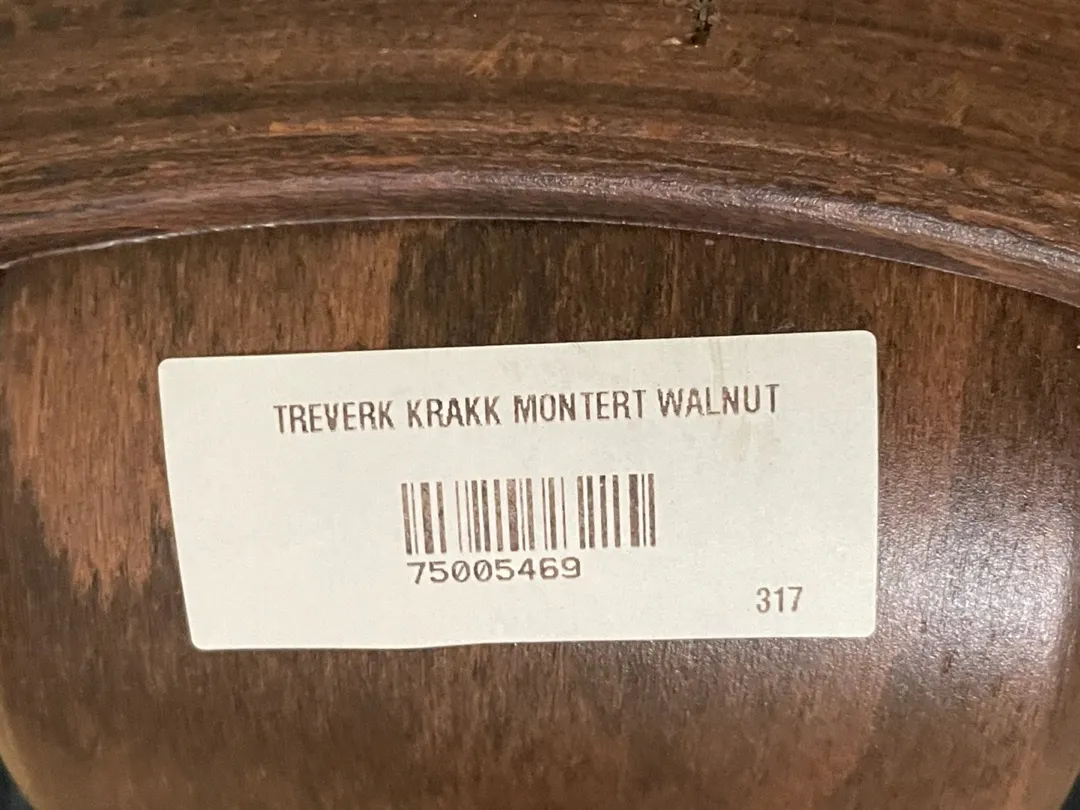 TREVERK KRAKK MONTERT WALNUT
75005469
317